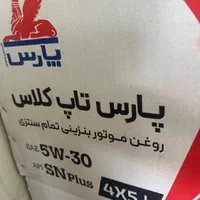 پارس
پارس تاپ کلاس
روغن موتور بنزینی تمام سنتزی
SAE 5W-30
API SN Plus
4X5 L